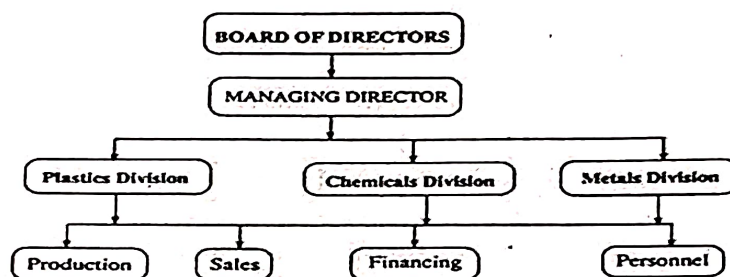 BOARD OF DIRECTORS
MANAGING DIRECTOR
Plastics Division Chemicals Division Metals Division
Production Sales Financing Personnel